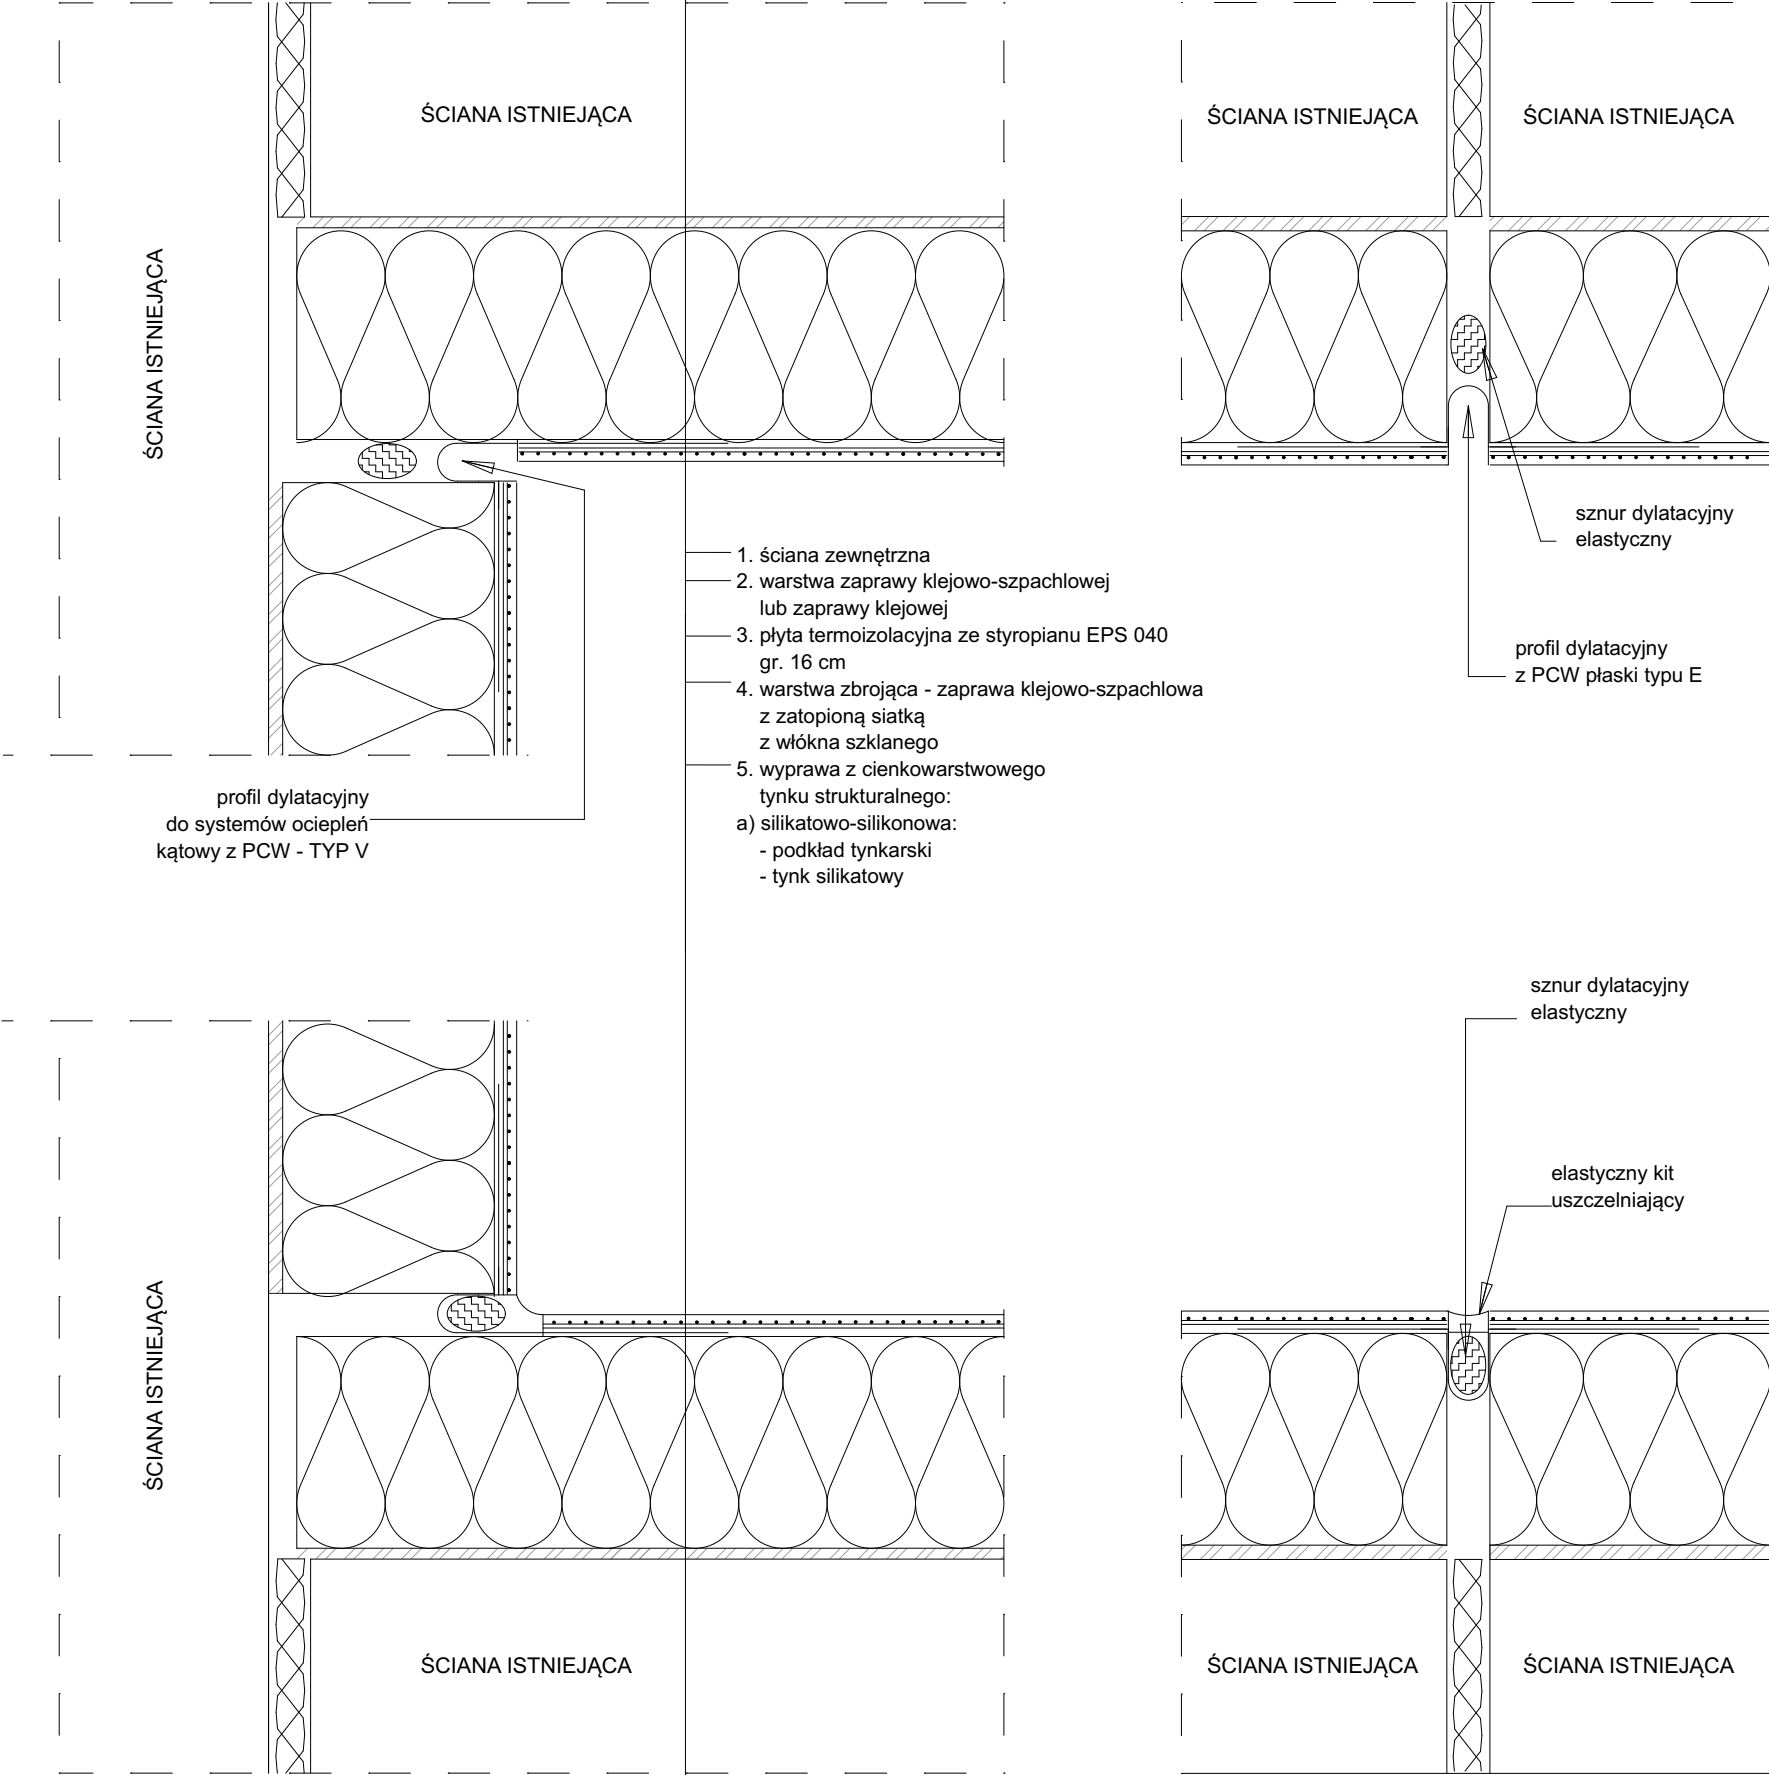 ŚCIANA ISTNIEJĄCA
ŚCIANA ISTNIEJĄCA
ŚCIANA ISTNIEJĄCA
ŚCIANA ISTNIEJĄCA
sznur dylatacyjny
elastyczny
profil dylatacyjny
z PCW płaski typu E
1. ściana zewnętrzna
2. warstwa zaprawy klejowo-szpachlowej
lub zaprawy klejowej
3. płyta termoizolacyjna ze styropianu EPS 040
gr. 16 cm
4. warstwa zbrojąca - zaprawa klejowo-szpachlowa
z zatopioną siatką
z włókna szklanego
5. wyprawa z cienkowarstwowego
tynku strukturalnego:
a) silikatowo-silikonowa:
- podkład tynkarski
- tynk silikatowy
profil dylatacyjny
do systemów ociepleń
kątowy z PCW - TYP V
sznur dylatacyjny
elastyczny
elastyczny kit
uszczelniający
ŚCIANA ISTNIEJĄCA
ŚCIANA ISTNIEJĄCA
ŚCIANA ISTNIEJĄCA
ŚCIANA ISTNIEJĄCA